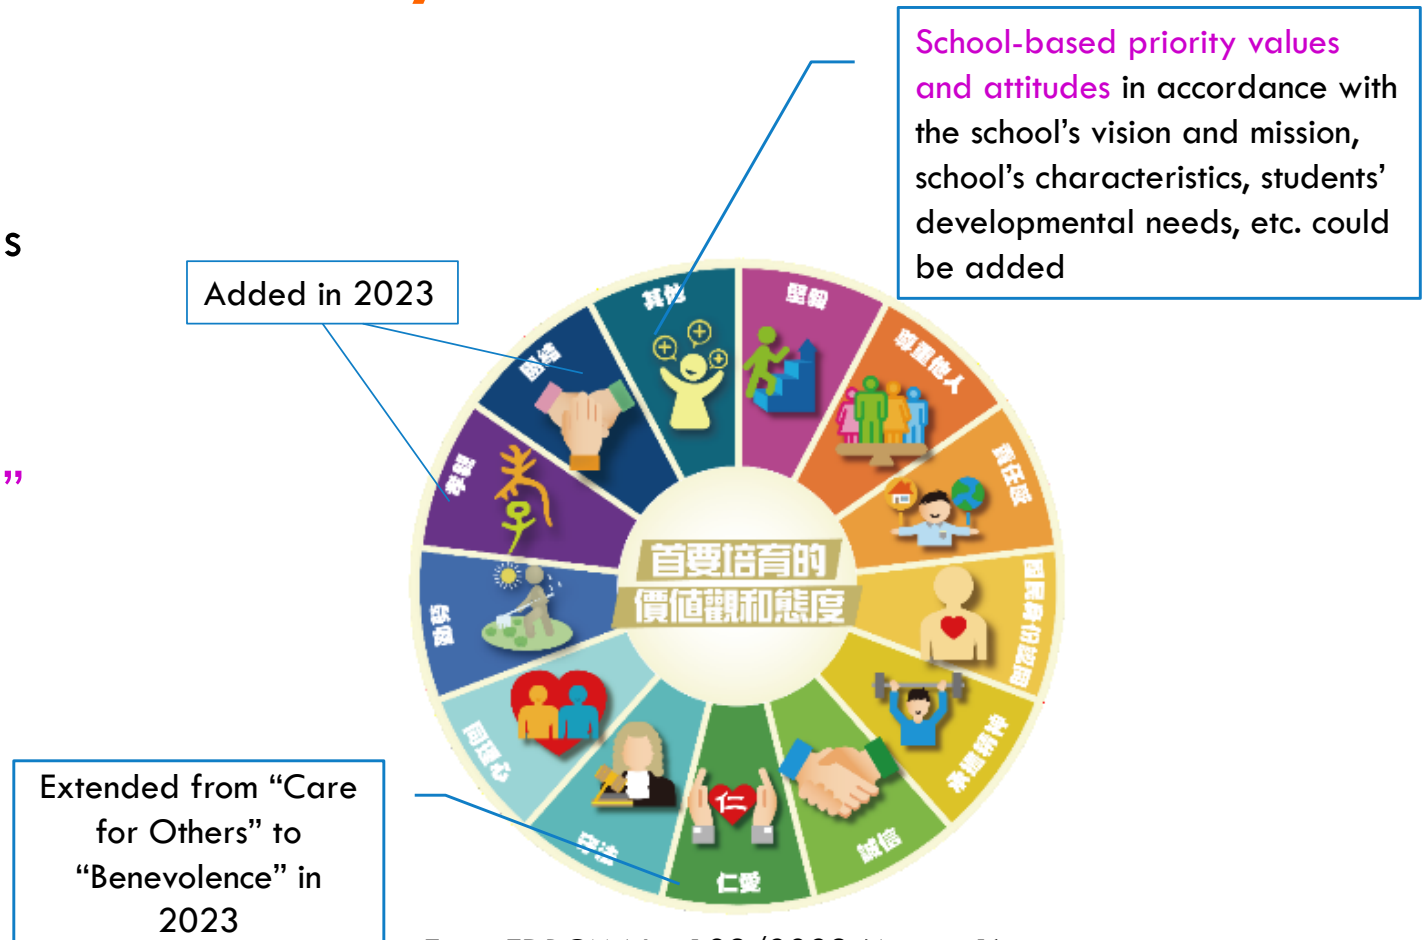 School-based priority values
and attitudes in accordance with
the school’s vision and mission,
school’s characteristics, students’
developmental needs, etc. could
be added
s
Added in 2023
”
其他
堅毅
尊重他人
責任感
國民身份認同
承擔精神
誠信
仁愛
仁
守法
同理心
勤勞
孝親
團結
首要培育的
價值觀和態度
Extended from “Care
for Others” to
“Benevolence” in
2023